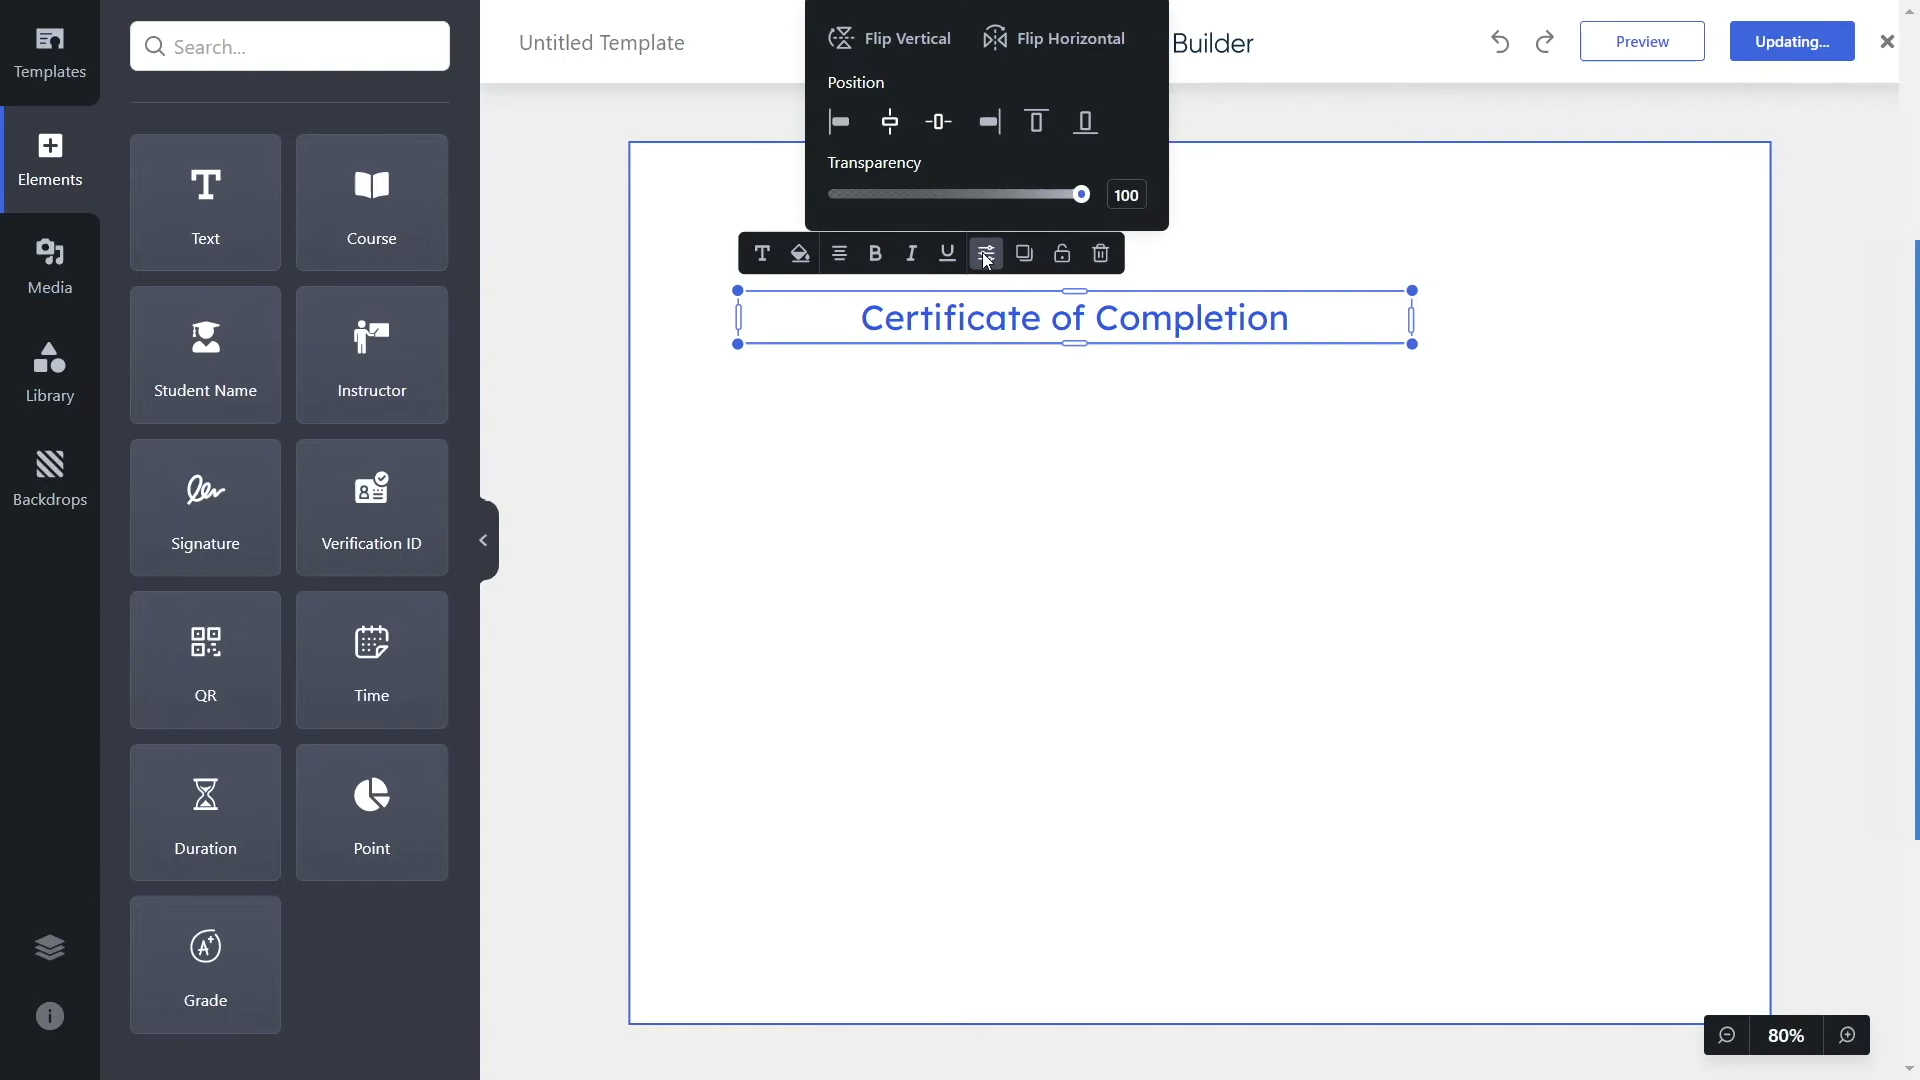 Templates
Elements
Media
Library
Backdrops
Search...
Text
Course
Student Name
Instructor
Signature
Verification ID
QR
Time
Duration
Point
Grade
Untitled Template
Builder
Preview
Updating...
Flip Vertical
Flip Horizontal
Position
Transparency
100
Certificate of Completion
80%